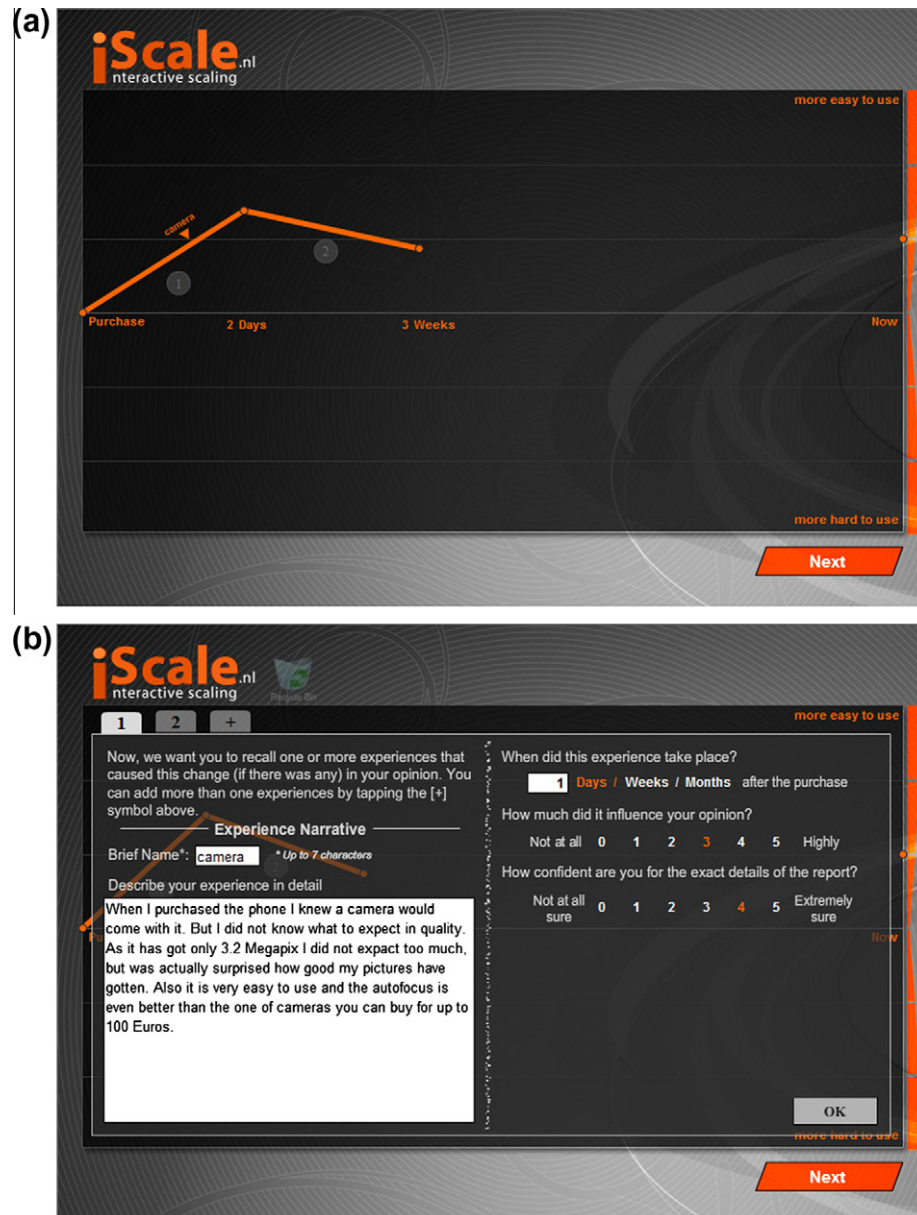 (a)
iScale.nl
nteractive scaling
more easy to use
camera
1
2
Purchase
2 Days
3 Weeks
Now
more hard to use
Next
(b)
iScale.nl
nteractive scaling
Recycle Bin
1
2
+
more easy to use
Now, we want you to recall one or more experiences that
caused this change (if there was any) in your opinion. You
can add more than one experiences by tapping the [+]
symbol above.
Experience Narrative
Brief Name*: camera * Up to 7 characters
Describe your experience in detail
When I purchased the phone I knew a camera would
come with it. But I did not know what to expect in quality.
As it has got only 3.2 Megapix I did not expact too much,
but was actually surprised how good my pictures have
gotten. Also it is very easy to use and the autofocus is
even better than the one of cameras you can buy for up to
100 Euros.
When did this experience take place?
1 Days / Weeks / Months after the purchase
How much did it influence your opinion?
Not at all 0 1 2 3 4 5 Highly
How confident are you for the exact details of the report?
Not at all sure 0 1 2 3 4 5 Extremely sure
Now
OK
more hard to use
Next